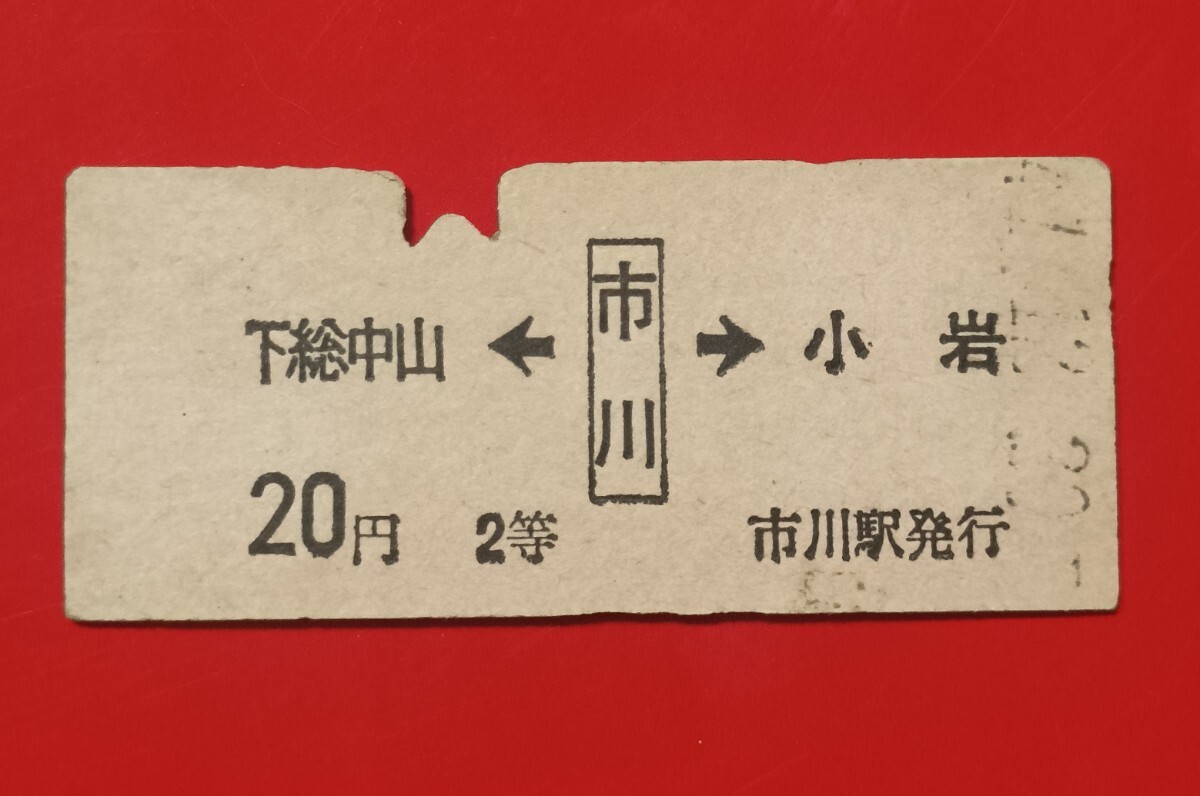 下総中山 ← 市川 → 小岩
20円 2等 市川駅発行